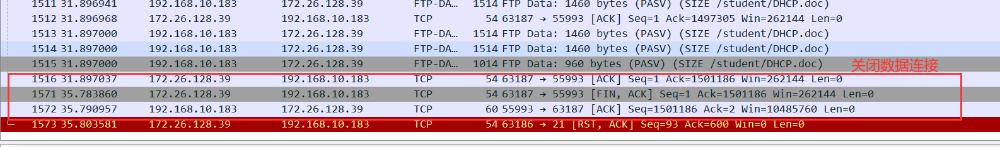 1511 31.896941 192.168.10.183 172.26.128.39 FTP-DA… 1514 FTP Data: 1460 bytes (PASV) (SIZE /student/DHCP.doc)
1512 31.896968 172.26.128.39 192.168.10.183 TCP 54 63187 → 55993 [ACK] Seq=1 Ack=1497305 Win=262144 Len=0
1513 31.897000 192.168.10.183 172.26.128.39 FTP-DA… 1514 FTP Data: 1460 bytes (PASV) (SIZE /student/DHCP.doc)
1514 31.897000 192.168.10.183 172.26.128.39 FTP-DA… 1514 FTP Data: 1460 bytes (PASV) (SIZE /student/DHCP.doc)
1515 31.897000 192.168.10.183 172.26.128.39 FTP-DA… 1014 FTP Data: 960 bytes (PASV) (SIZE /student/DHCP.doc)
关闭数据连接
1516 31.897037 172.26.128.39 192.168.10.183 TCP 54 63187 → 55993 [ACK] Seq=1 Ack=1501186 Win=262144 Len=0
1571 35.783860 172.26.128.39 192.168.10.183 TCP 54 63187 → 55993 [FIN, ACK] Seq=1 Ack=1501186 Win=262144 Len=0
1572 35.790957 192.168.10.183 172.26.128.39 TCP 60 55993 → 63187 [ACK] Seq=1501186 Ack=2 Win=10485760 Len=0
1573 35.803581 172.26.128.39 192.168.10.183 TCP 54 63186 → 21 [RST, ACK] Seq=93 Ack=600 Win=0 Len=0